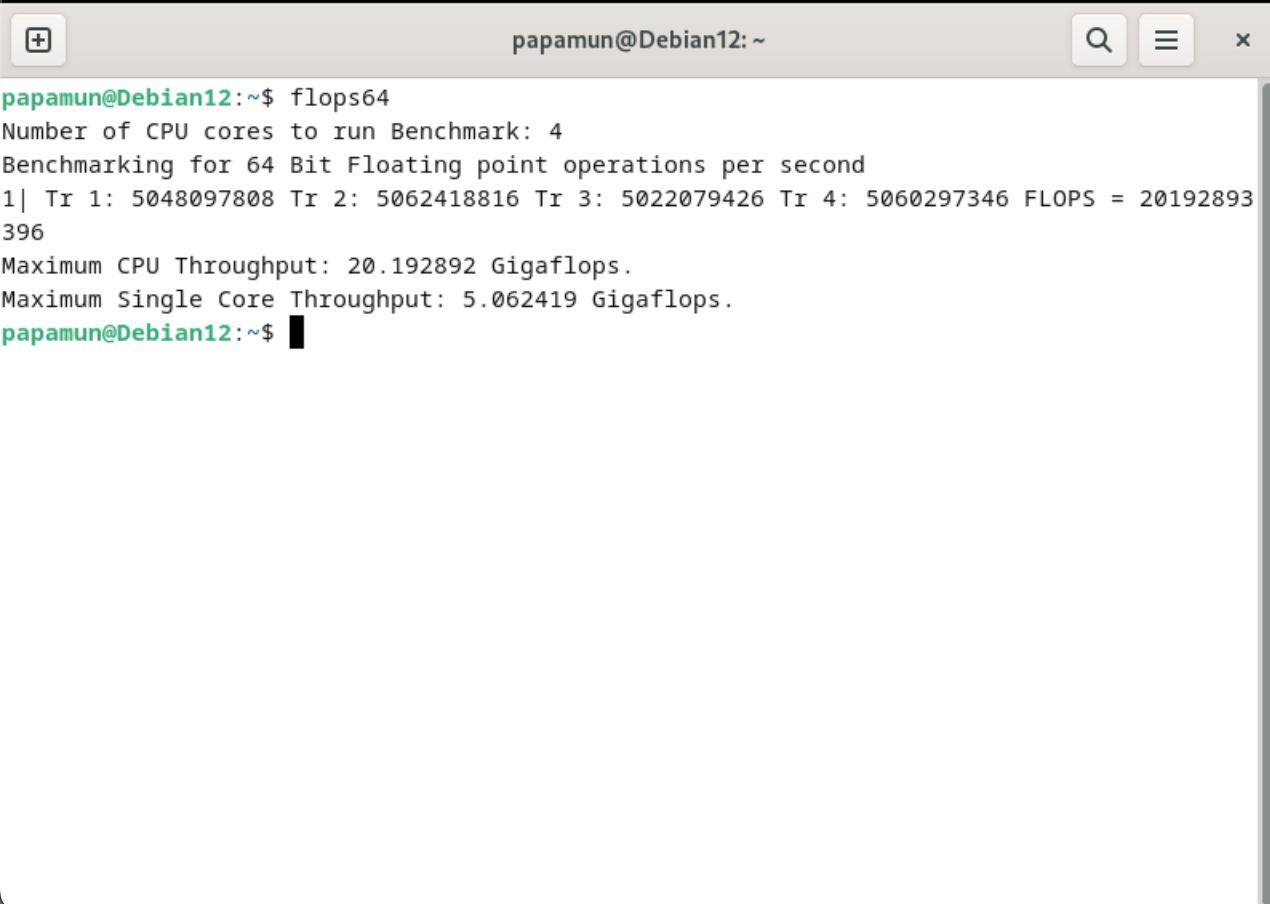 papamun@Debian12: ~
papamun@Debian12:~$ flops64
Number of CPU cores to run Benchmark: 4
Benchmarking for 64 Bit Floating point operations per second
1| Tr 1: 5048097808 Tr 2: 5062418816 Tr 3: 5022079426 Tr 4: 5060297346 FLOPS = 20192893
396
Maximum CPU Throughput: 20.192892 Gigaflops.
Maximum Single Core Throughput: 5.062419 Gigaflops.
papamun@Debian12:~$